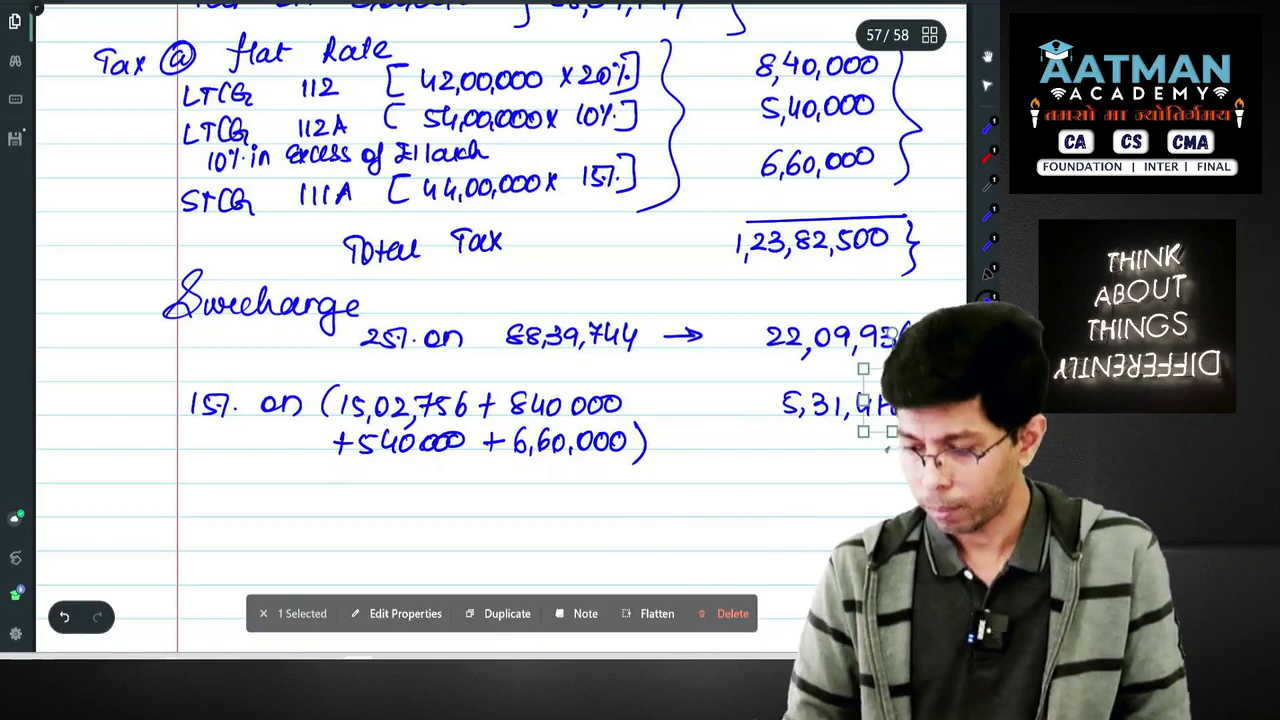 57 / 58
Tax @ flat Rate
LTCG 112 [ 42,00,000 × 20% ] 8,40,000
LTCG 112A [ 54,00,000 × 10% ] 5,40,000
10% in excess of ₹1 lakh
STCG 111A [ 44,00,000 × 15% ] 6,60,000
Total Tax 1,23,82,500
Surcharge
25% on 88,39,744 → 22,09,93
15% on (15,02,756 + 840000 5,31,41
+ 540000 + 6,60,000)
1 Selected Edit Properties Duplicate Note Flatten Delete
AATMAN
ACADEMY
तमसो मा ज्योतिर्गमय
CA CS CMA
FOUNDATION | INTER | FINAL
THINK
ABOUT
THINGS
DIFFERENTLY